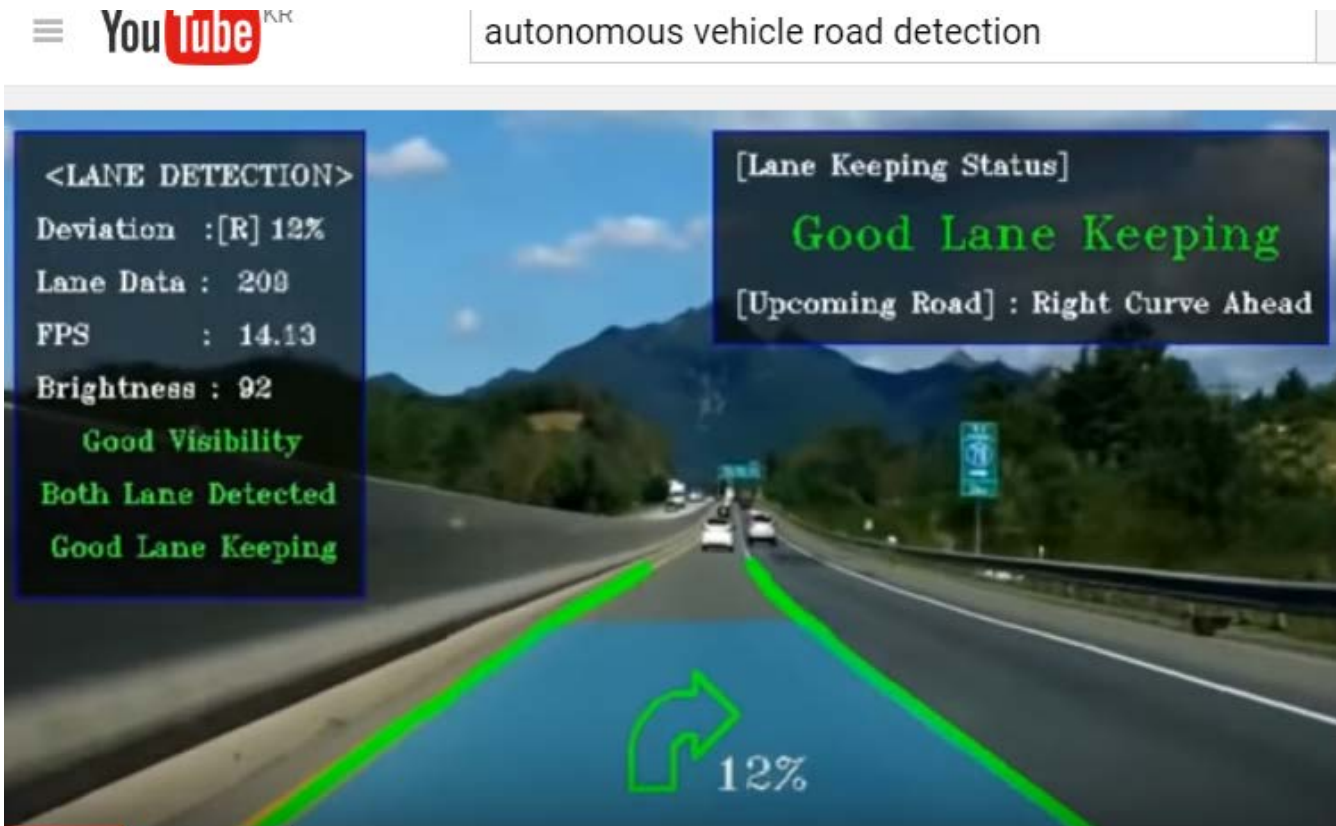 YouTube KR
autonomous vehicle road detection
<LANE DETECTION>
Deviation :[R] 12%
Lane Data : 208
FPS : 14.13
Brightness : 92
Good Visibility
Both Lane Detected
Good Lane Keeping
[Lane Keeping Status]
Good Lane Keeping
[Upcoming Road] : Right Curve Ahead
12%